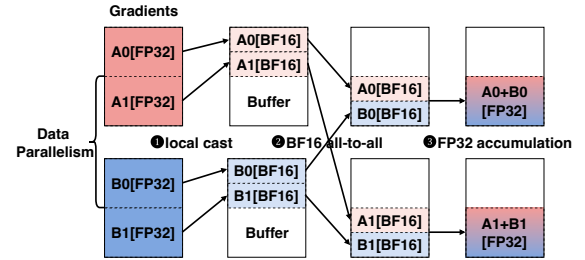 Gradients
A0[FP32]
A1[FP32]
A0[BF16]
A1[BF16]
Buffer
A0[BF16]
B0[BF16]
A0+B0
[FP32]
Data
Parallelism
❶local cast
❷BF16 all-to-all
❸FP32 accumulation
B0[FP32]
B1[FP32]
B0[BF16]
B1[BF16]
Buffer
A1[BF16]
B1[BF16]
A1+B1
[FP32]